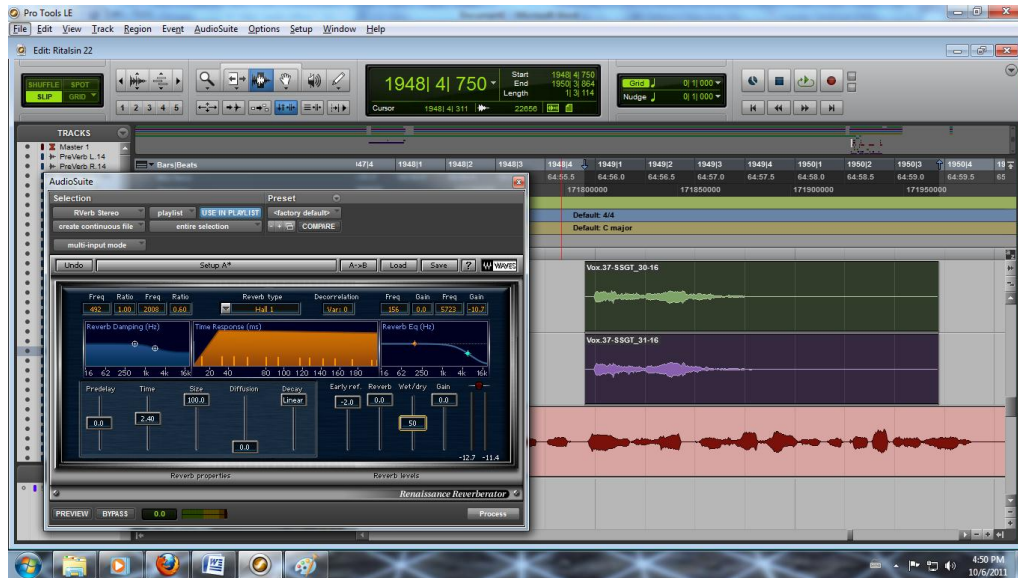 Pro Tools LE
File Edit View Track Region Event AudioSuite Options Setup Window Help
Edit: Ritalsin 22
SHUFFLE SPOT
SLIP GRID
1 2 3 4 5
1948| 4| 750
Start 1948| 4| 750
End 1950| 3| 864
Length 1| 3| 114
Cursor 1948| 4| 311 22656
Grid 0| 1| 000
Nudge 0| 1| 000
TRACKS
Master 1
PreVerb L.14
PreVerb R.14
Bars|Beats 947|4 1948|1 1948|2 1948|3 1948|4 1949|1 1949|2 1949|3 1949|4 1950|1 1950|2 1950|3 1950|4 19
64:55.5 64:56.0 64:56.5 64:57.0 64:57.5 64:58.0 64:58.5 64:59.0 64:59.5 65
171800000 171850000 171900000 171950000
Default: 4/4
Default: C major
Vox.37-SSGT_30-16
Vox.37-SSGT_31-16
AudioSuite
Selection Preset
RVerb Stereo playlist USE IN PLAYLIST <factory default>
create continuous file entire selection - + COMPARE
multi-input mode
Undo Setup A* A->B Load Save ? WAVES
Freq Ratio Freq Ratio Reverb type Decorrelation Freq Gain Freq Gain
492 1.00 2008 0.60 Hall 1 Var: 0 156 0.0 5723 -10.7
Reverb Damping (Hz) Time Response (ms) Reverb Eq (Hz)
16 62 250 1k 4k 16k 20 40 80 100 120 140 160 180 16 62 250 1k 4k 16k
Predelay Time Size Diffusion Decay Early ref. Reverb Wet/dry Gain
0.0 2.40 100.0 0.0 Linear -2.0 0.0 50 0.0
-12.7 -11.4
Reverb properties Reverb levels
Renaissance Reverberator
PREVIEW BYPASS 0.0 Process
4:50 PM
10/6/2011